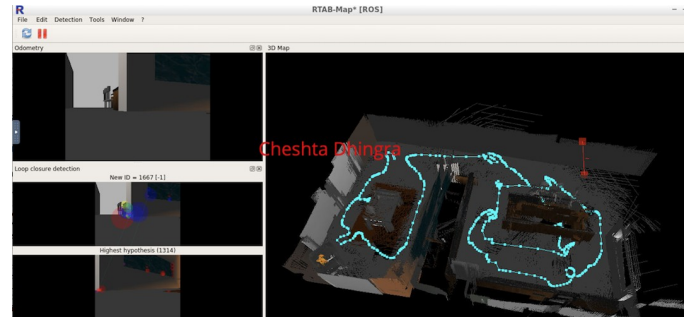 RTAB-Map* [ROS]
File Edit Detection Tools Window ?
Odometry
3D Map
Cheshta Dhingra
Loop closure detection
New ID = 1667 [-1]
Highest hypothesis (1314)